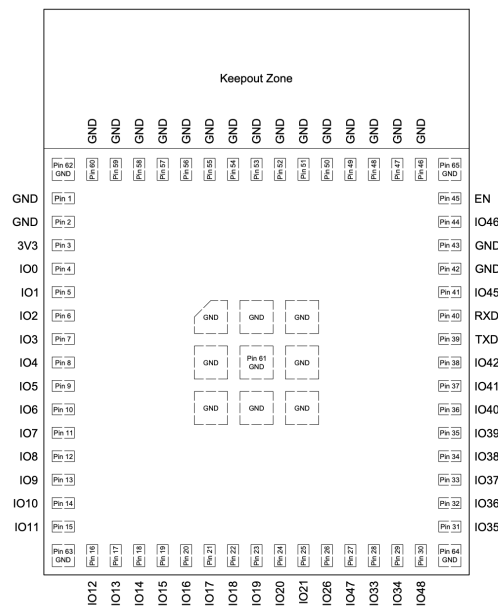 Keepout Zone
GND GND GND GND GND GND GND GND GND GND GND GND GND GND GND
Pin 62 GND Pin 60 Pin 59 Pin 58 Pin 57 Pin 56 Pin 55 Pin 54 Pin 53 Pin 52 Pin 51 Pin 50 Pin 49 Pin 48 Pin 47 Pin 46 Pin 65 GND
GND Pin 1 Pin 45 EN
GND Pin 2 Pin 44 IO46
3V3 Pin 3 Pin 43 GND
IO0 Pin 4 Pin 42 GND
IO1 Pin 5 Pin 41 IO45
IO2 Pin 6 GND GND GND Pin 40 RXD
IO3 Pin 7 Pin 39 TXD
IO4 Pin 8 GND Pin 61 GND GND Pin 38 IO42
IO5 Pin 9 Pin 37 IO41
IO6 Pin 10 GND GND GND Pin 36 IO40
IO7 Pin 11 Pin 35 IO39
IO8 Pin 12 Pin 34 IO38
IO9 Pin 13 Pin 33 IO37
IO10 Pin 14 Pin 32 IO36
IO11 Pin 15 Pin 31 IO35
Pin 63 GND Pin 16 Pin 17 Pin 18 Pin 19 Pin 20 Pin 21 Pin 22 Pin 23 Pin 24 Pin 25 Pin 26 Pin 27 Pin 28 Pin 29 Pin 30 Pin 64 GND
IO12 IO13 IO14 IO15 IO16 IO17 IO18 IO19 IO20 IO21 IO26 IO47 IO33 IO34 IO48